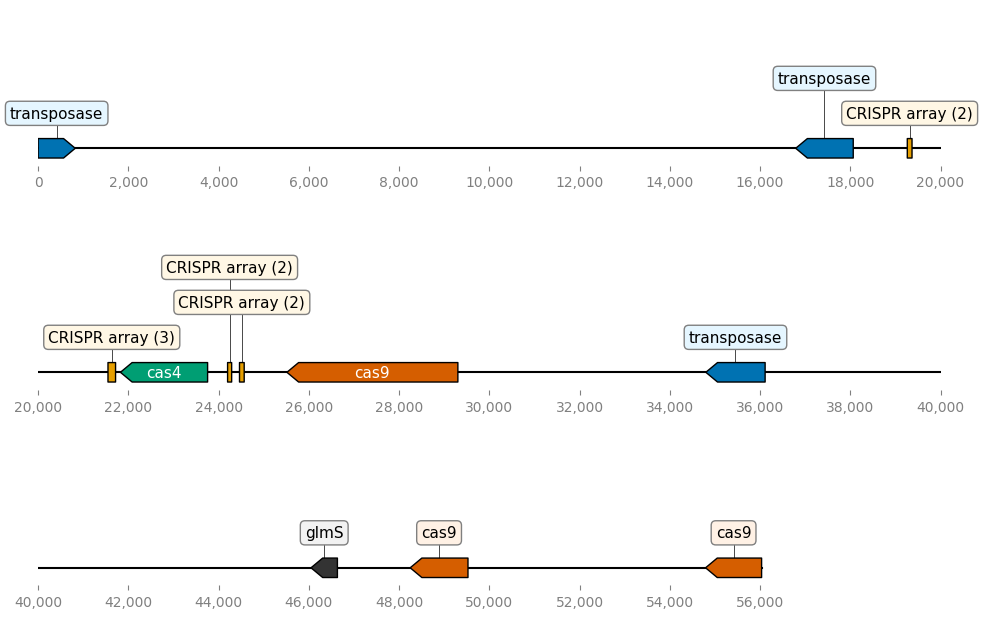 transposase
transposase
CRISPR array (2)
0 2,000 4,000 6,000 8,000 10,000 12,000 14,000 16,000 18,000 20,000
CRISPR array (2)
CRISPR array (2)
CRISPR array (3)
transposase
cas4 cas9
20,000 22,000 24,000 26,000 28,000 30,000 32,000 34,000 36,000 38,000 40,000
glmS cas9 cas9
40,000 42,000 44,000 46,000 48,000 50,000 52,000 54,000 56,000